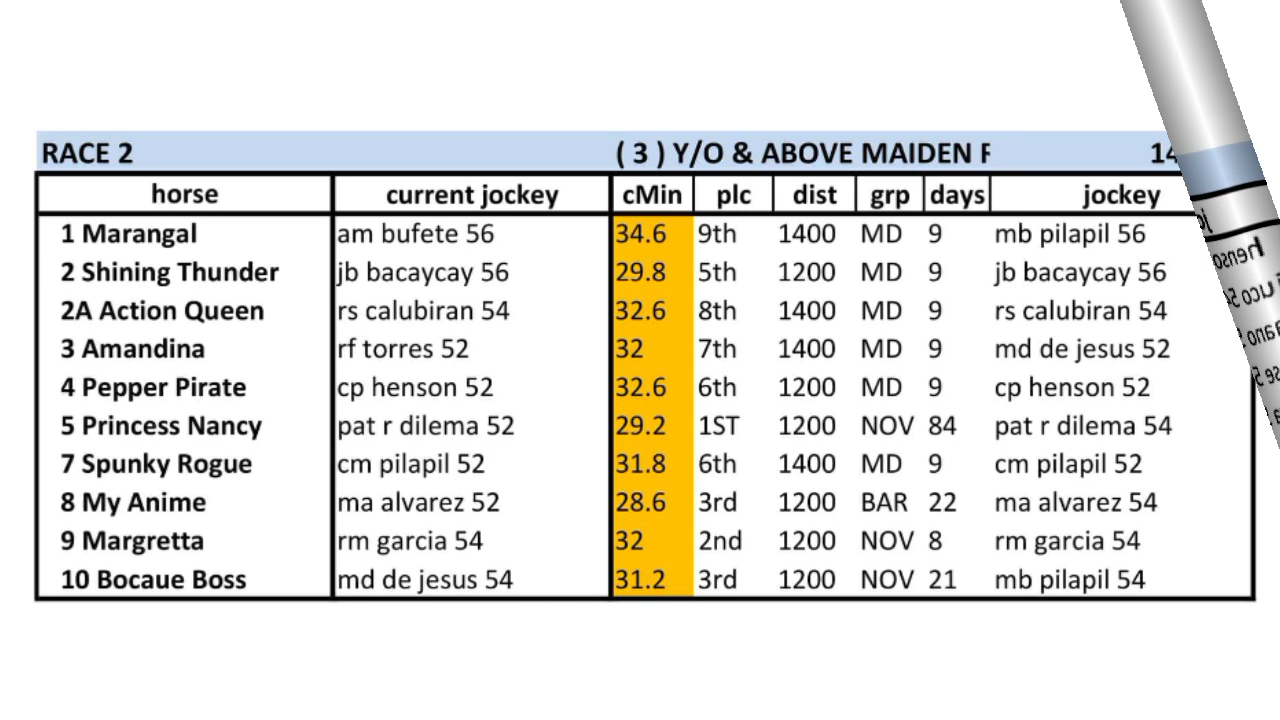 RACE 2 ( 3 ) Y/O & ABOVE MAIDEN 14
horse current jockey cMin plc dist grp days jockey
1 Marangal am bufete 56 34.6 9th 1400 MD 9 mb pilapil 56
2 Shining Thunder jb bacaycay 56 29.8 5th 1200 MD 9 jb bacaycay 56
2A Action Queen rs calubiran 54 32.6 8th 1400 MD 9 rs calubiran 54
3 Amandina rf torres 52 32 7th 1400 MD 9 md de jesus 52
4 Pepper Pirate cp henson 52 32.6 6th 1200 MD 9 cp henson 52
5 Princess Nancy pat r dilema 52 29.2 1ST 1200 NOV 84 pat r dilema 54
7 Spunky Rogue cm pilapil 52 31.8 6th 1400 MD 9 cm pilapil 52
8 My Anime ma alvarez 52 28.6 3rd 1200 BAR 22 ma alvarez 54
9 Margretta rm garcia 54 32 2nd 1200 NOV 8 rm garcia 54
10 Bocaue Boss md de jesus 54 31.2 3rd 1200 NOV 21 mb pilapil 54